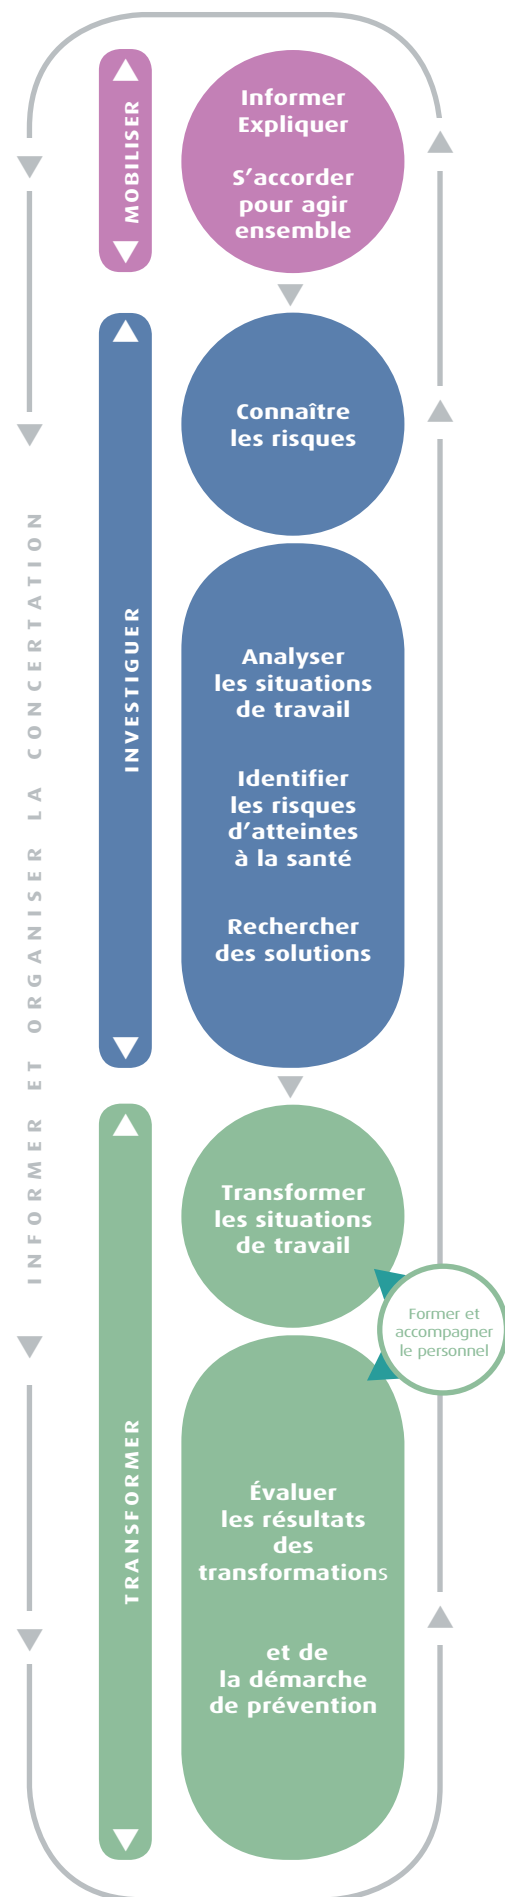 INFORMER ET ORGANISER LA CONCERTATION
MOBILISER
Informer
Expliquer
S’accorder
pour agir
ensemble
INVESTIGUER
Connaître
les risques
Analyser
les situations
de travail
Identifier
les risques
d’atteintes
à la santé
Rechercher
des solutions
TRANSFORMER
Transformer
les situations
de travail
Former et
accompagner
le personnel
Évaluer
les résultats
des
transformations
et de
la démarche
de prévention